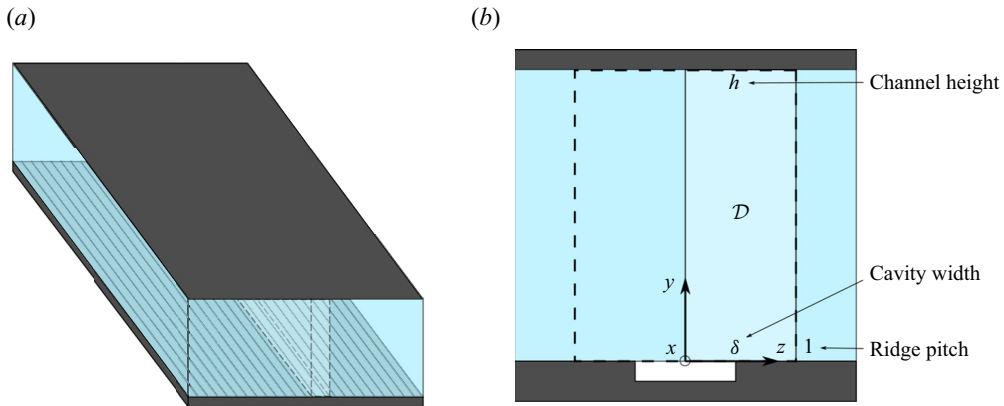 (a)
(b)
h
Channel height
𝒟
Cavity width
y
x
δ
z
1
Ridge pitch